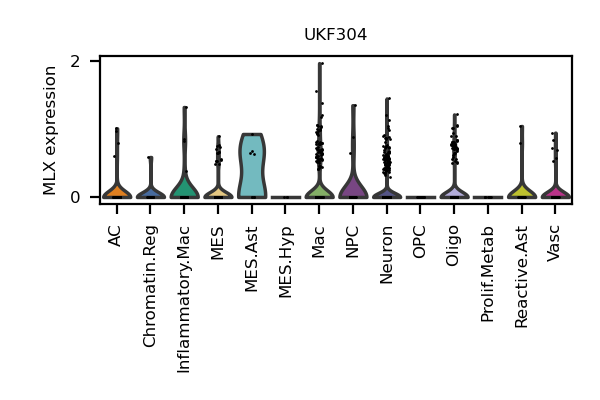 UKF304
MLX expression
2
0
AC
Chromatin.Reg
Inflammatory.Mac
MES
MES.Ast
MES.Hyp
Mac
NPC
Neuron
OPC
Oligo
Prolif.Metab
Reactive.Ast
Vasc